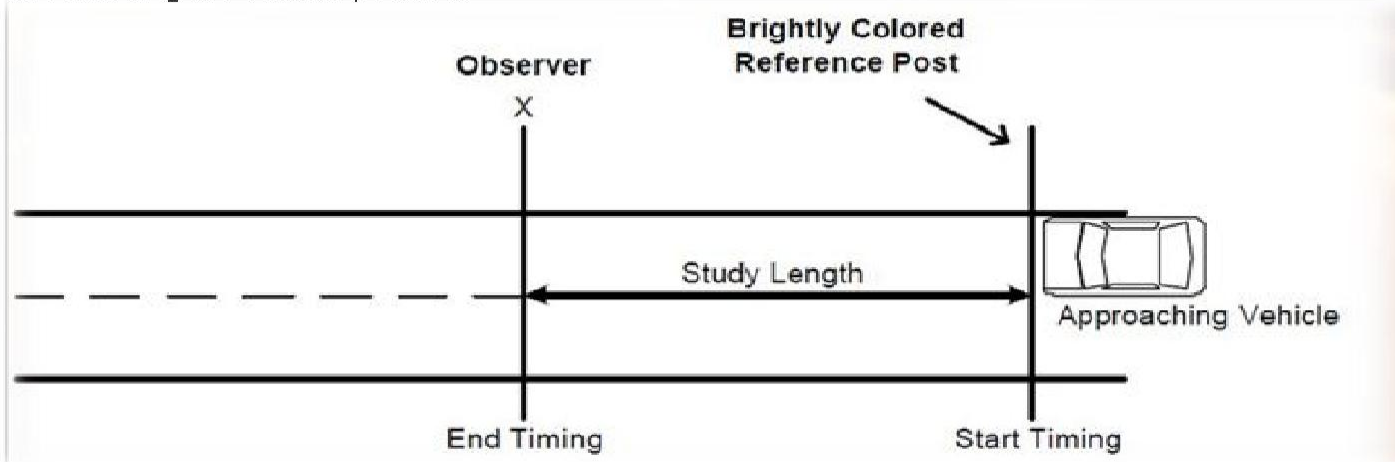 Brightly Colored
Reference Post
Observer
X
Study Length
Approaching Vehicle
End Timing
Start Timing